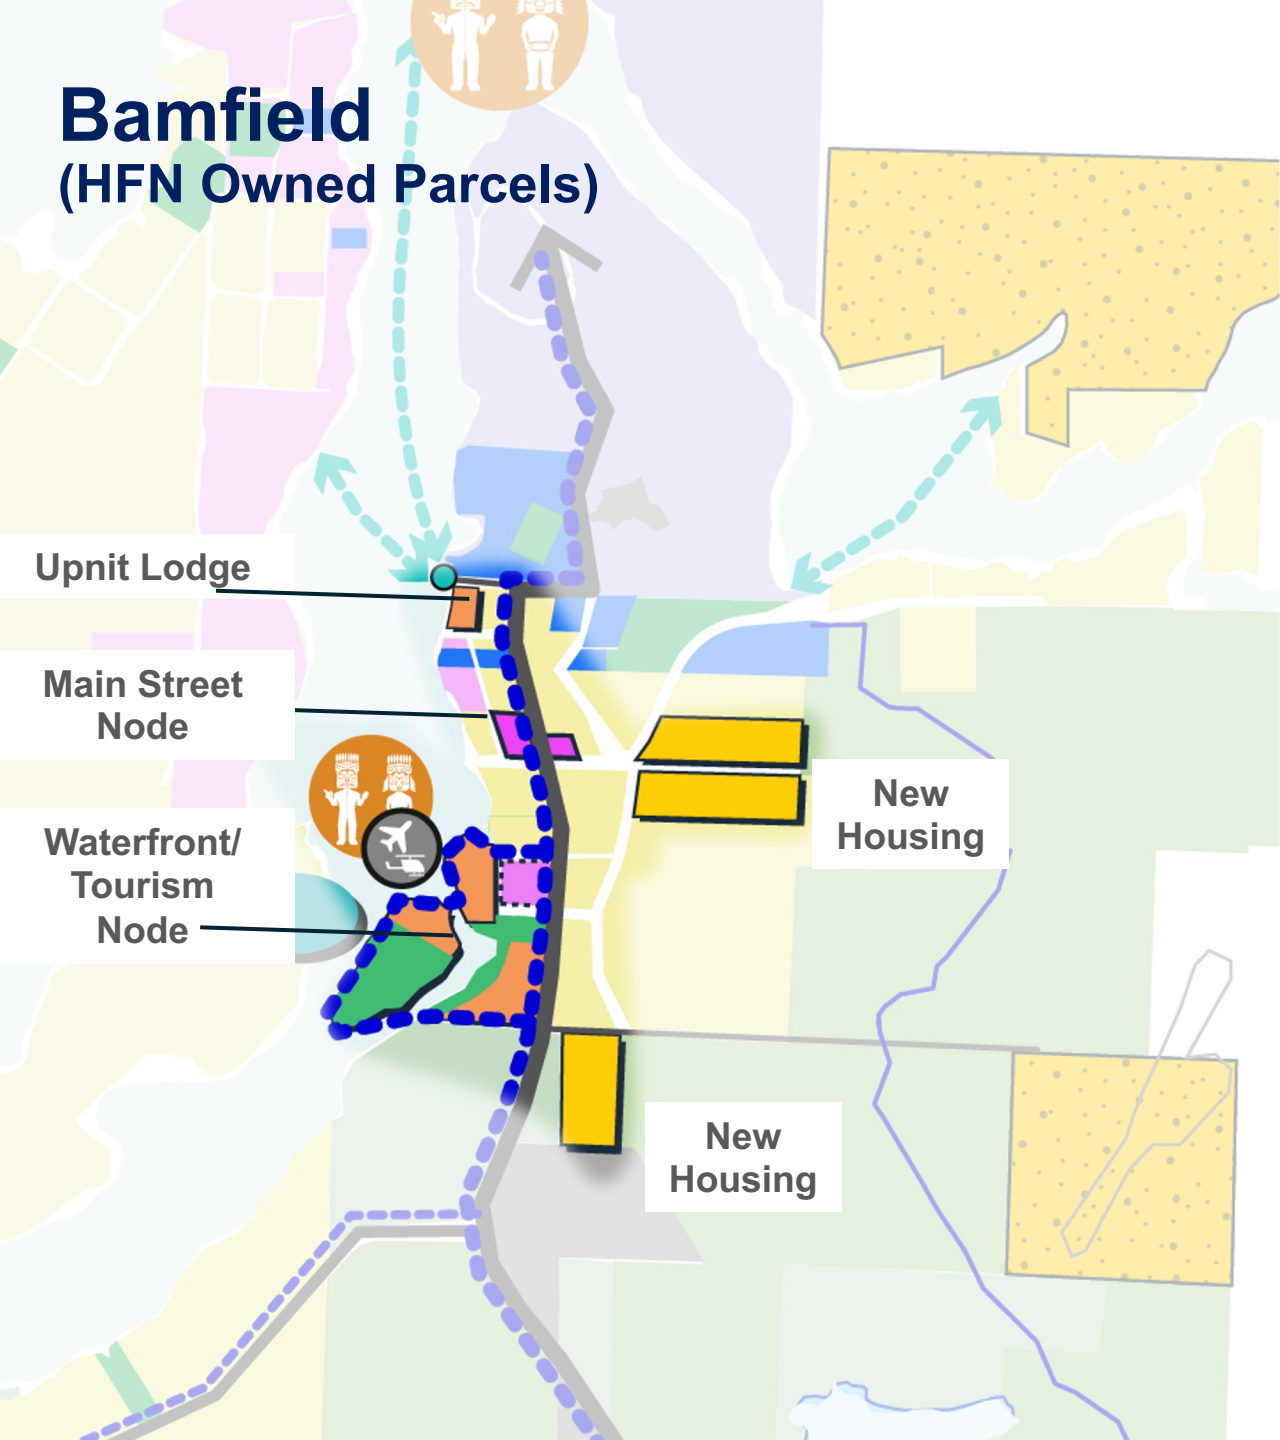 Bamfield
(HFN Owned Parcels)
Upnit Lodge
Main Street
Node
Waterfront/
Tourism
Node
New
Housing
New
Housing